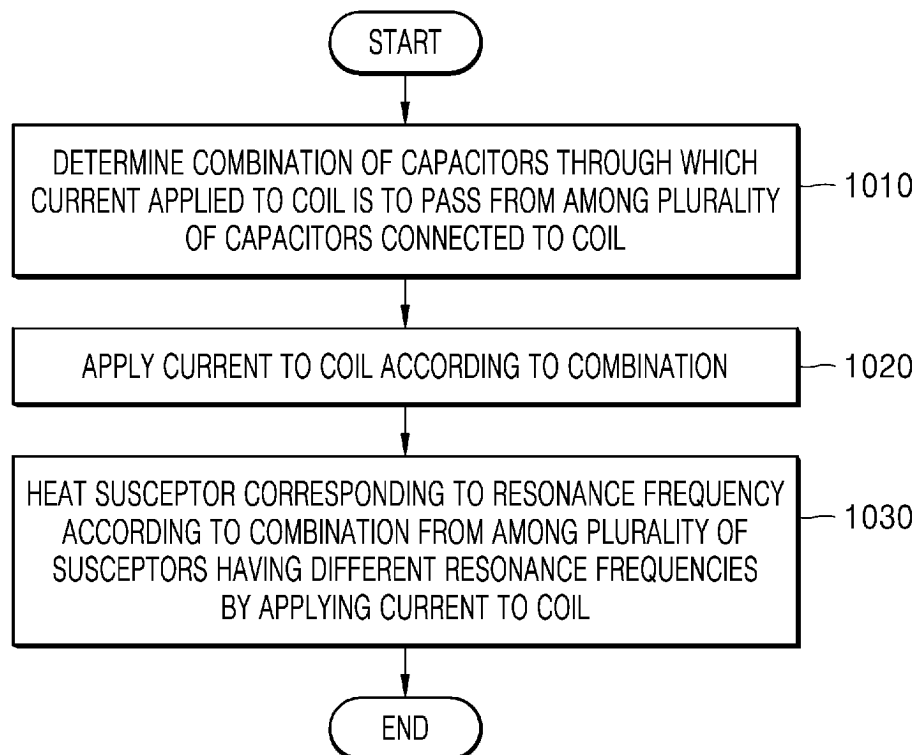 START
DETERMINE COMBINATION OF CAPACITORS THROUGH WHICH
CURRENT APPLIED TO COIL IS TO PASS FROM AMONG PLURALITY
OF CAPACITORS CONNECTED TO COIL
1010
APPLY CURRENT TO COIL ACCORDING TO COMBINATION
1020
HEAT SUSCEPTOR CORRESPONDING TO RESONANCE FREQUENCY
ACCORDING TO COMBINATION FROM AMONG PLURALITY OF
SUSCEPTORS HAVING DIFFERENT RESONANCE FREQUENCIES
BY APPLYING CURRENT TO COIL
1030
END